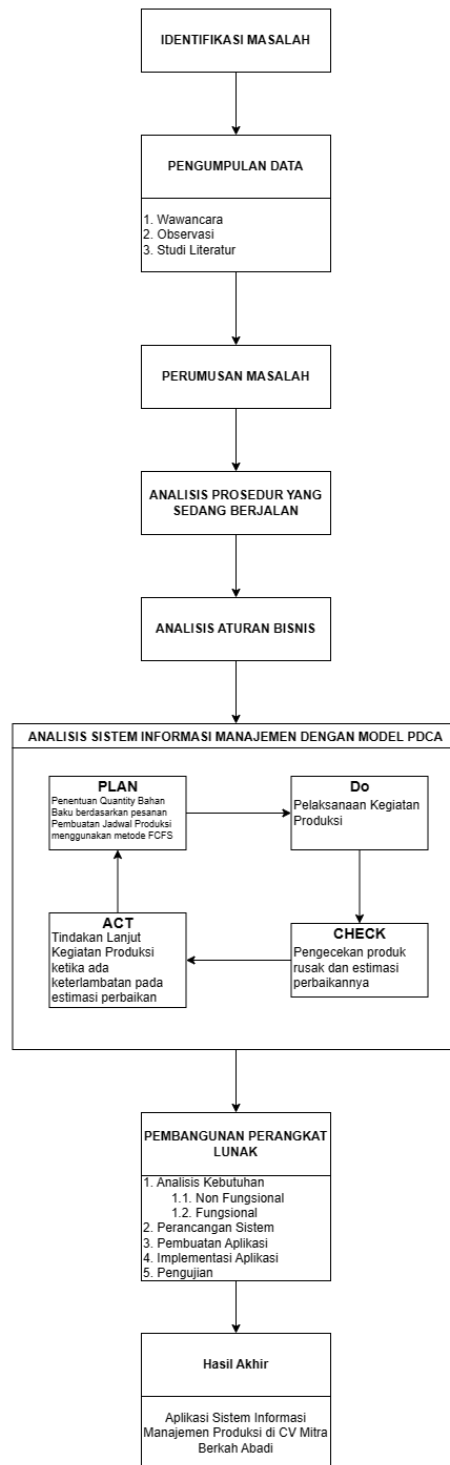 IDENTIFIKASI MASALAH
PENGUMPULAN DATA
1. Wawancara
2. Observasi
3. Studi Literatur
PERUMUSAN MASALAH
ANALISIS PROSEDUR YANG
SEDANG BERJALAN
ANALISIS ATURAN BISNIS
ANALISIS SISTEM INFORMASI MANAJEMEN DENGAN MODEL PDCA
PLAN
Penentuan Quantity Bahan
Baku berdasarkan pesanan
Pembuatan Jadwal Produksi
menggunakan metode FCFS
Do
Pelaksanaan Kegiatan
Produksi
CHECK
Pengecekan produk
rusak dan estimasi
perbaikannya
ACT
Tindakan Lanjut
Kegiatan Produksi
ketika ada
keterlambatan pada
estimasi perbaikan
PEMBANGUNAN PERANGKAT
LUNAK
1. Analisis Kebutuhan
1.1. Non Fungsional
1.2. Fungsional
2. Perancangan Sistem
3. Pembuatan Aplikasi
4. Implementasi Aplikasi
5. Pengujian
Hasil Akhir
Aplikasi Sistem Informasi
Manajemen Produksi di CV Mitra
Berkah Abadi